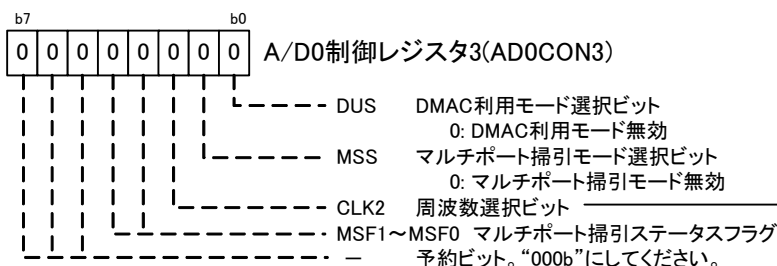 b7 b0
0 0 0 0 0 0 0 0 A/D0制御レジスタ3(AD0CON3)
DUS DMAC利用モード選択ビット
0: DMAC利用モード無効
MSS マルチポート掃引モード選択ビット
0: マルチポート掃引モード無効
CLK2 周波数選択ビット
MSF1~MSF0 マルチポート掃引ステータスフラグ
— 予約ビット。“000b”にしてください。